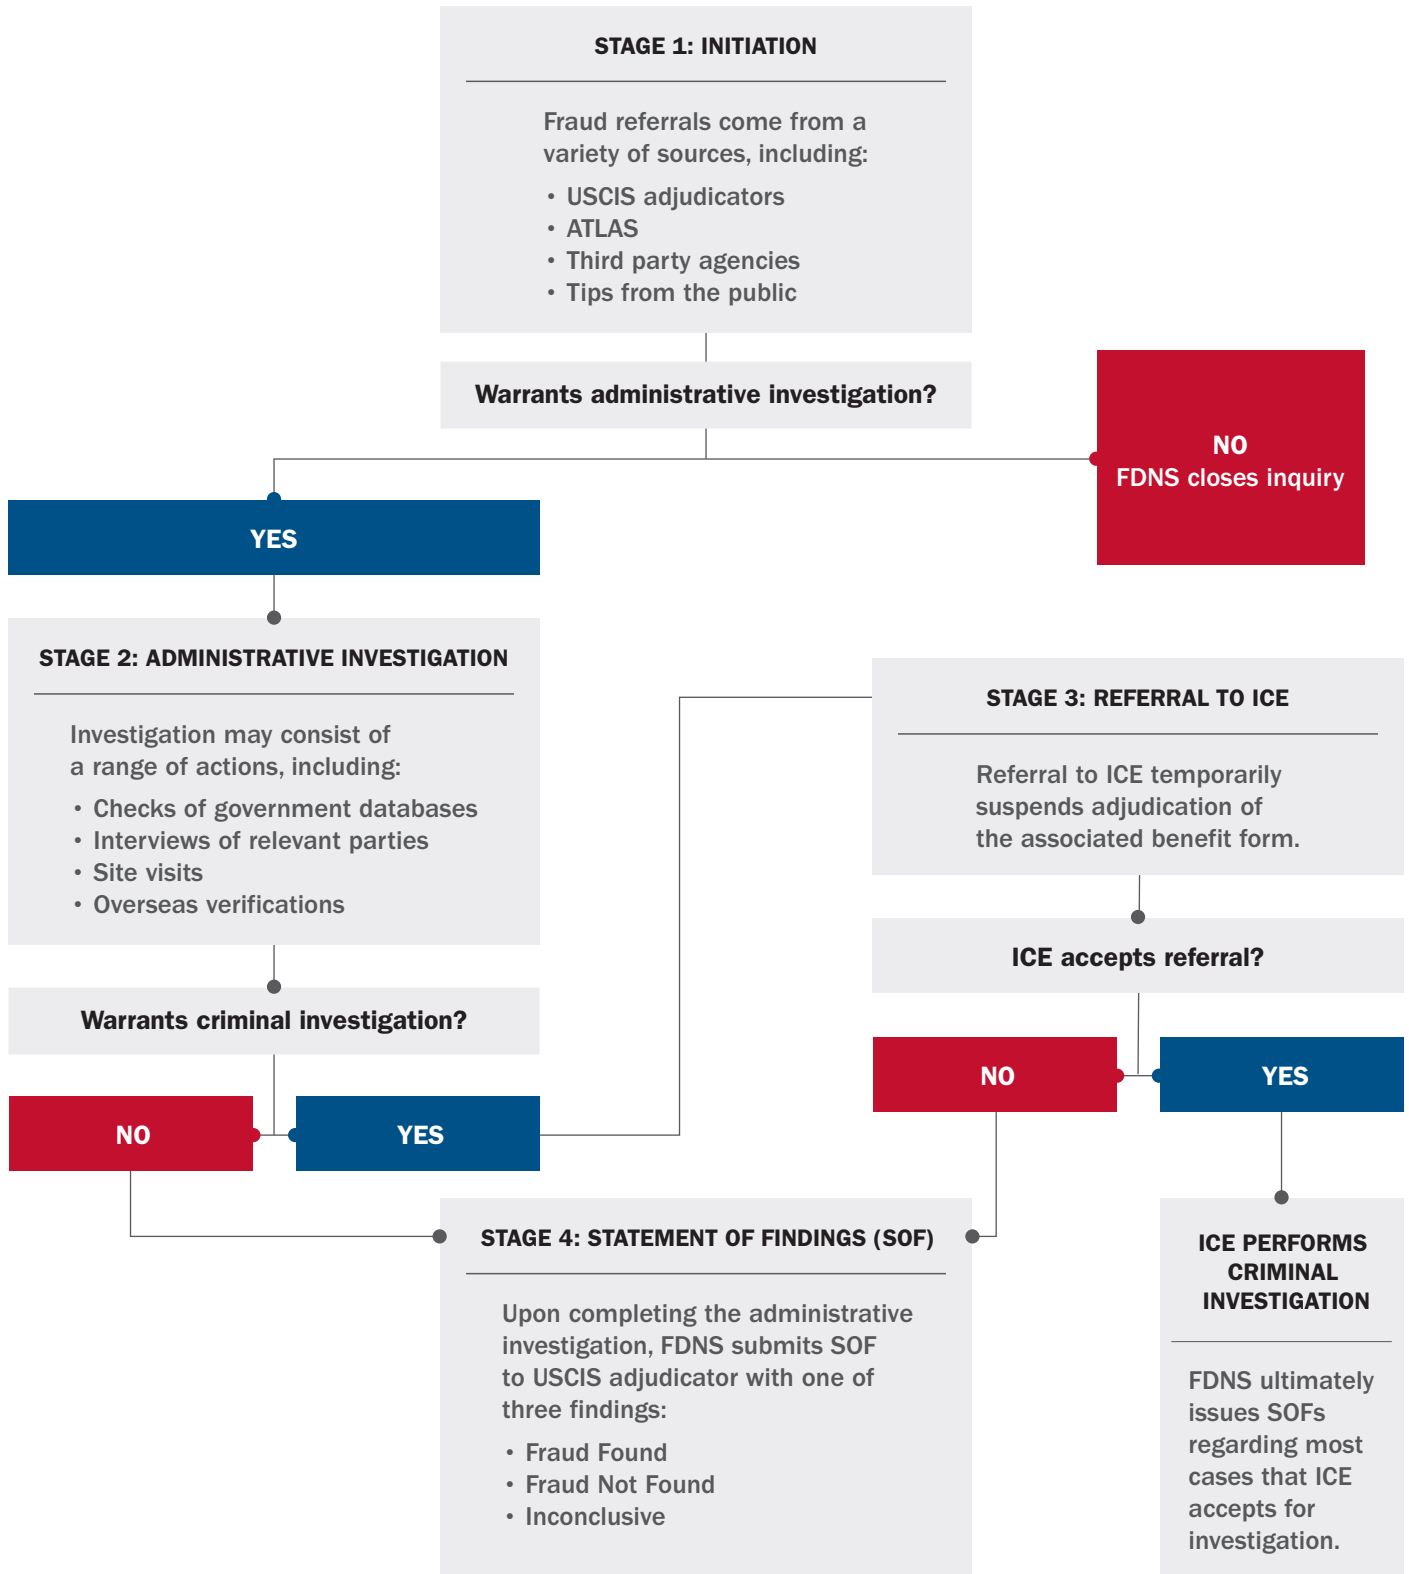 STAGE 1: INITIATION
Fraud referrals come from a
variety of sources, including:
• USCIS adjudicators
• ATLAS
• Third party agencies
• Tips from the public
Warrants administrative investigation?
NO
FDNS closes inquiry
YES
STAGE 2: ADMINISTRATIVE INVESTIGATION
Investigation may consist of
a range of actions, including:
• Checks of government databases
• Interviews of relevant parties
• Site visits
• Overseas verifications
Warrants criminal investigation?
NO
YES
STAGE 3: REFERRAL TO ICE
Referral to ICE temporarily
suspends adjudication of
the associated benefit form.
ICE accepts referral?
NO
YES
STAGE 4: STATEMENT OF FINDINGS (SOF)
Upon completing the administrative
investigation, FDNS submits SOF
to USCIS adjudicator with one of
three findings:
• Fraud Found
• Fraud Not Found
• Inconclusive
ICE PERFORMS
CRIMINAL
INVESTIGATION
FDNS ultimately
issues SOFs
regarding most
cases that ICE
accepts for
investigation.